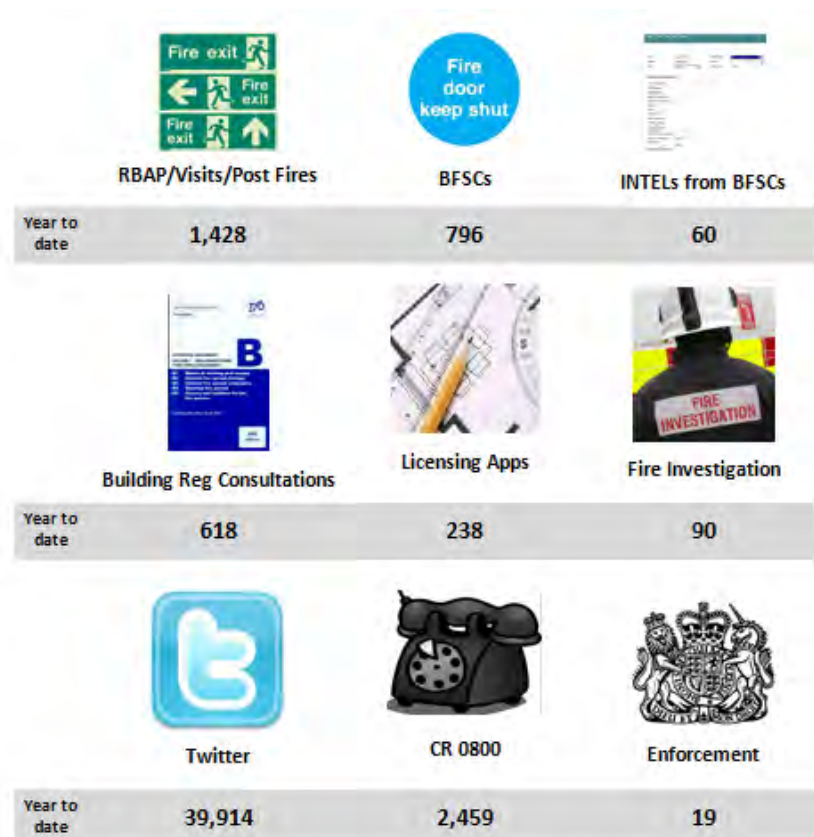 Fire exit
Fire
exit
Fire
exit
Fire
door
keep shut
RBAP/Visits/Post Fires
BFSCs
INTELs from BFSCs
Year to
date
1,428
796
60
B
FIRE
INVESTIGATION
Building Reg Consultations
Licensing Apps
Fire Investigation
Year to
date
618
238
90
t
Twitter
CR 0800
Enforcement
Year to
date
39,914
2,459
19